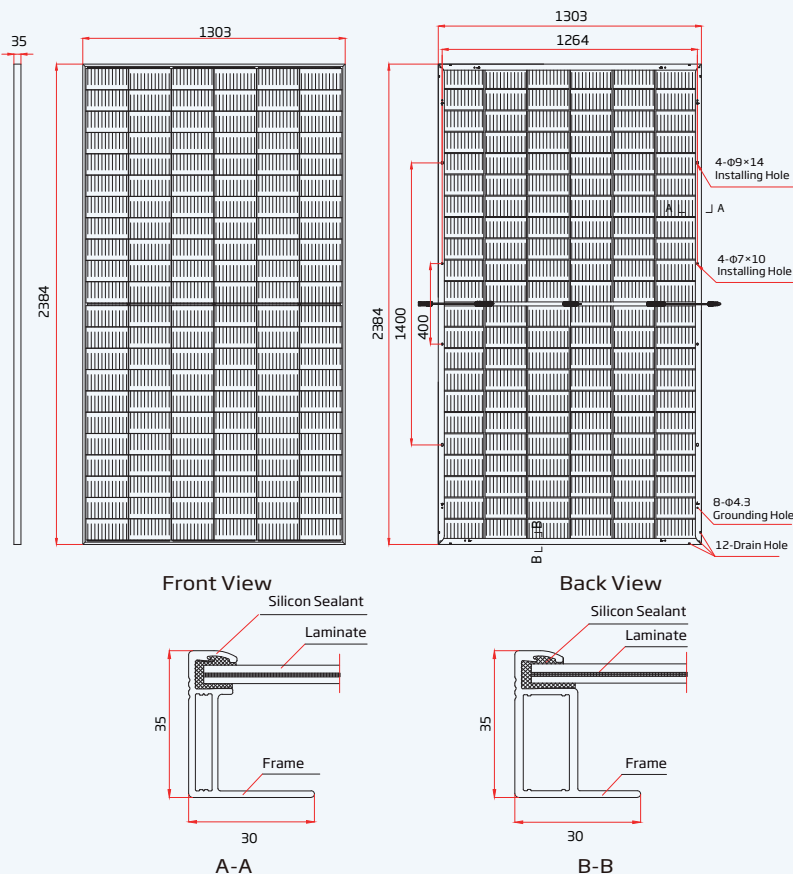 35
1303
2384
Front View
1303
1264
2384
1400
400
4-Φ9×14
Installing Hole
A
A
4-Φ7×10
Installing Hole
8-Φ4.3
Grounding Hole
12-Drain Hole
B
B
Back View
Silicon Sealant
Laminate
35
Frame
30
A-A
Silicon Sealant
Laminate
35
Frame
30
B-B